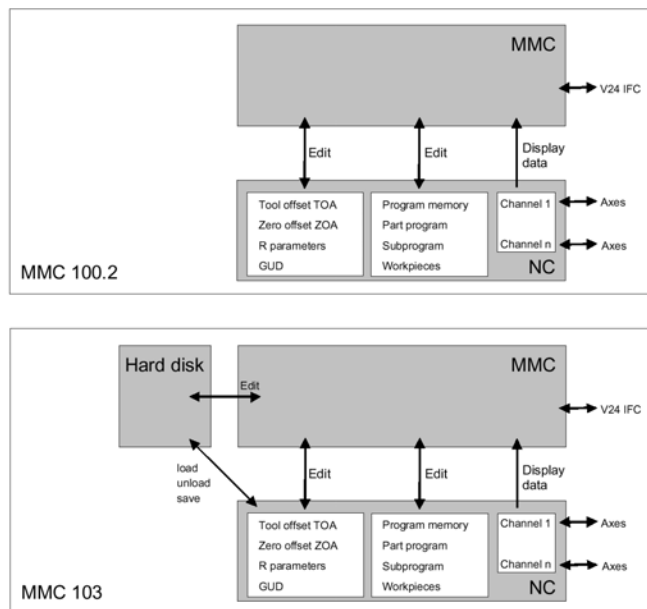 MMC
V24 IFC
Edit
Edit
Display
data
Tool offset TOA
Zero offset ZOA
R parameters
GUD
Program memory
Part program
Subprogram
Workpieces
Channel 1
Channel n
Axes
Axes
NC
MMC 100.2
Hard disk
MMC
Edit
V24 IFC
load
unload
save
Edit
Edit
Display
data
Tool offset TOA
Zero offset ZOA
R parameters
GUD
Program memory
Part program
Subprogram
Workpieces
Channel 1
Channel n
Axes
Axes
NC
MMC 103